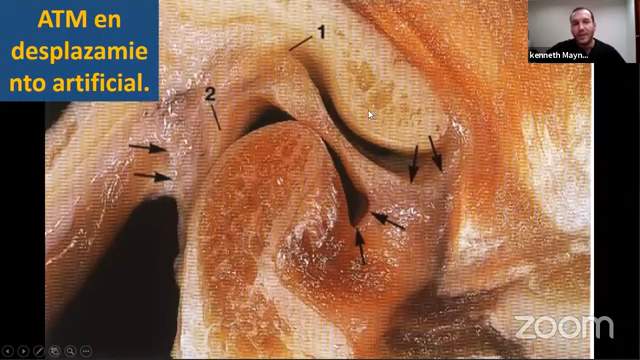 ATM en
desplazamie
nto artificial.
1
2
kenneth Mayn...
zoom